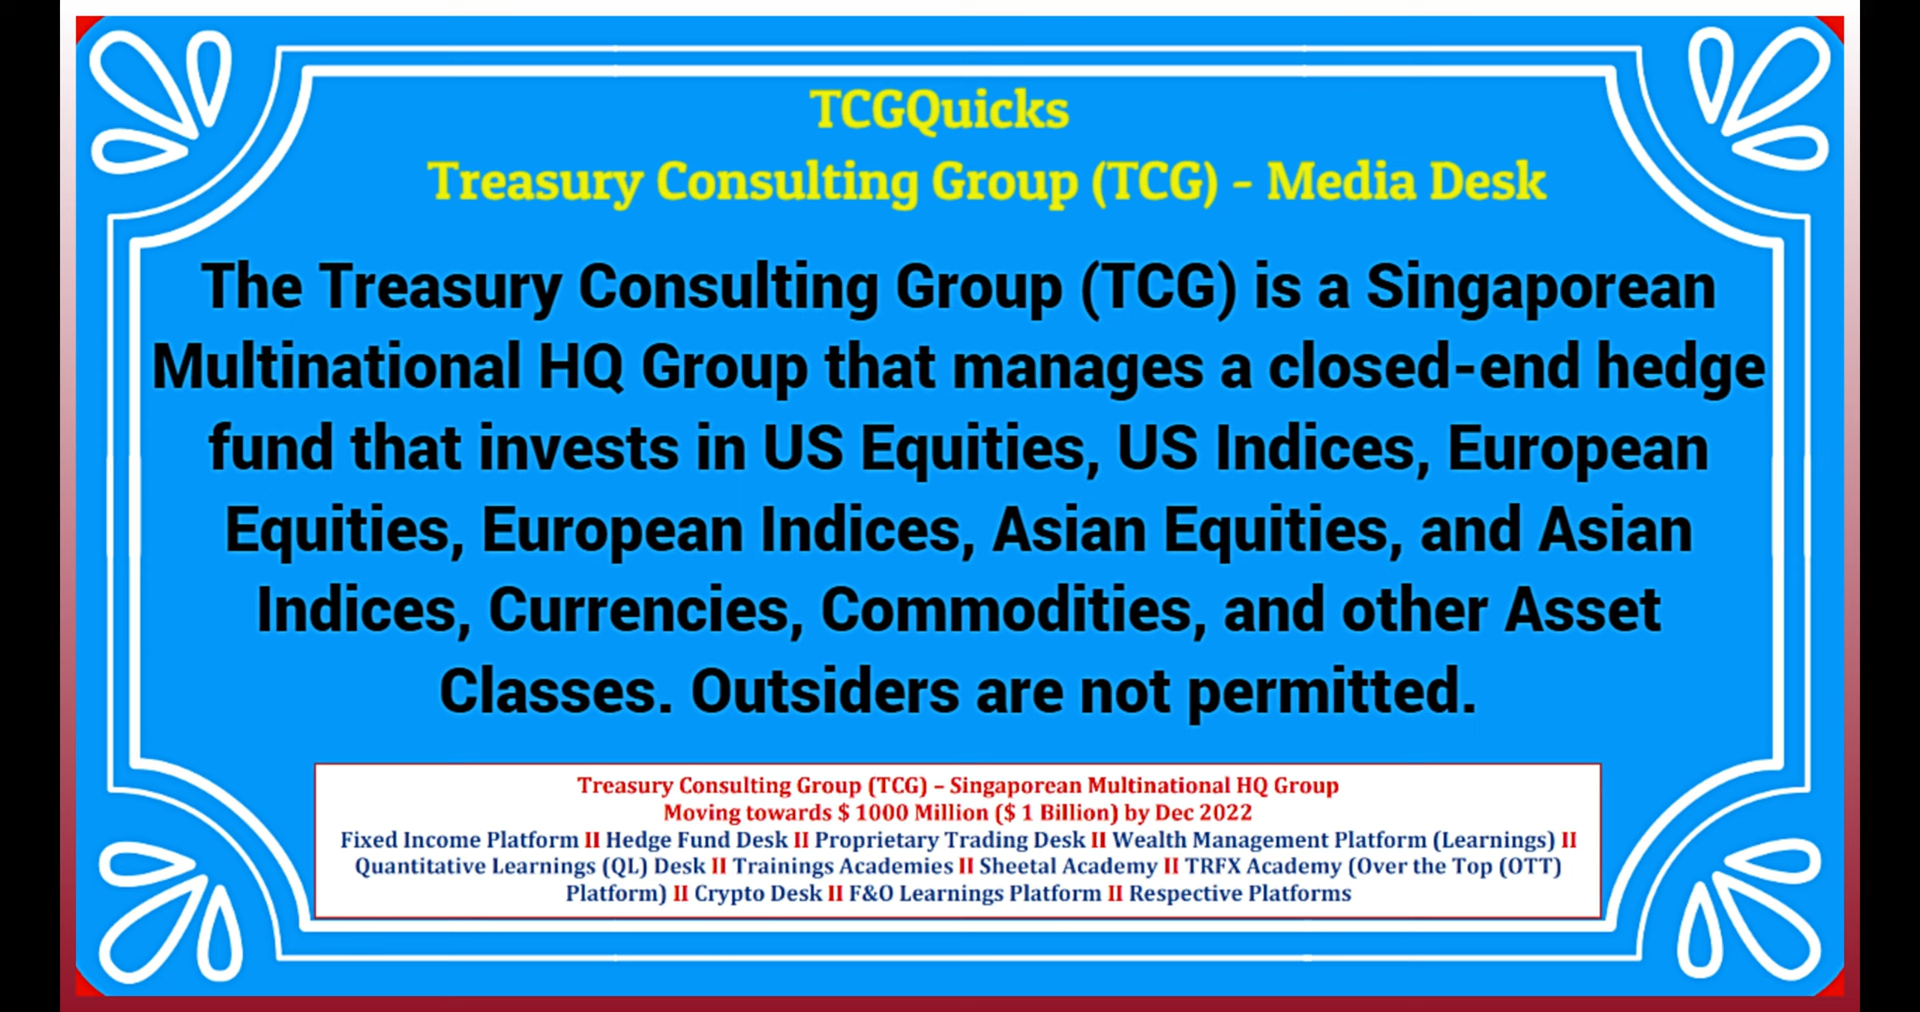 TCGQuicks
Treasury Consulting Group (TCG) - Media Desk
The Treasury Consulting Group (TCG) is a Singaporean
Multinational HQ Group that manages a closed-end hedge
fund that invests in US Equities, US Indices, European
Equities, European Indices, Asian Equities, and Asian
Indices, Currencies, Commodities, and other Asset
Classes. Outsiders are not permitted.
Treasury Consulting Group (TCG) – Singaporean Multinational HQ Group
Moving towards $ 1000 Million ($ 1 Billion) by Dec 2022
Fixed Income Platform II Hedge Fund Desk II Proprietary Trading Desk II Wealth Management Platform (Learnings) II
Quantitative Learnings (QL) Desk II Trainings Academies II Sheetal Academy II TRFX Academy (Over the Top (OTT)
Platform) II Crypto Desk II F&O Learnings Platform II Respective Platforms